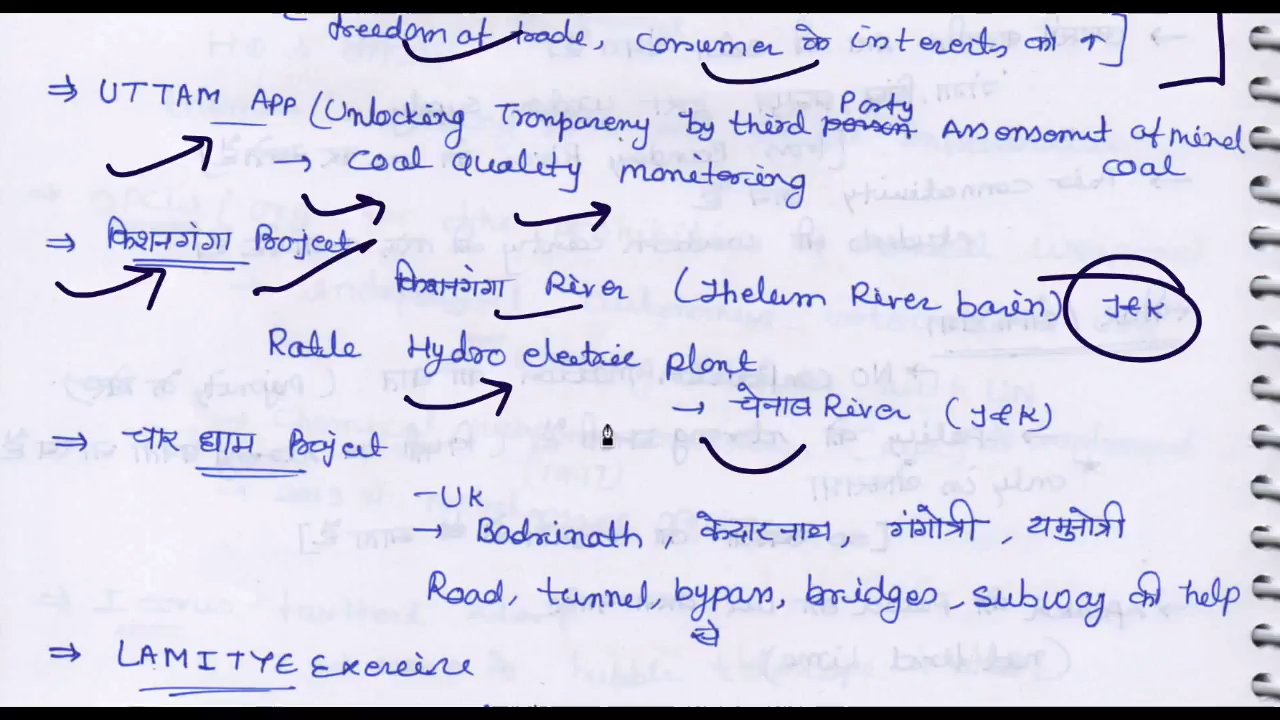 freedom of trade, consumer के interests को ना]
⇒ UTTAM App (Unlocking Tronpareny by third Party Assonsomnt of mined coal
→ Coal Quality monitoring
⇒ किशनगंगा Project
किशनगंगा River (Jhelum River basin) J&K
Ratle Hydro electric Plant
→ चेनाब River (J&K)
⇒ चार धाम Project
- UK
→ Badrinath, केदारनाथ, गंगोत्री, यमुनोत्री
Road, tunnel, bypass, bridges, subway की help से
⇒ LAMITYE Exercise